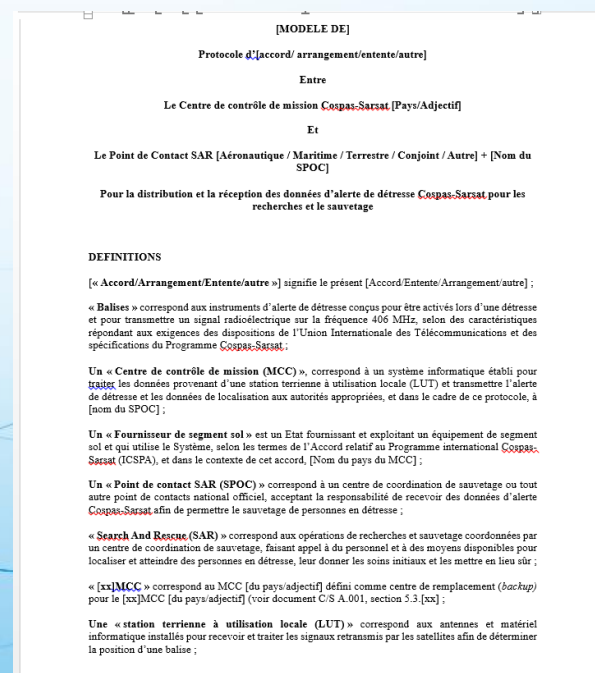 [MODELE DE]
Protocole d'[accord/ arrangement/entente/autre]
Entre
Le Centre de contrôle de mission Cospas-Sarsat [Pays/Adjectif]
Et
Le Point de Contact SAR [Aéronautique / Maritime / Terrestre / Conjoint / Autre] + [Nom du
SPOC]
Pour la distribution et la réception des données d'alerte de détresse Cospas-Sarsat pour les
recherches et le sauvetage
DEFINITIONS
[« Accord/Arrangement/Entente/autre »] signifie le présent [Accord/Entente/Arrangement/autre] ;
« Balises » correspond aux instruments d'alerte de détresse conçus pour être activés lors d'une détresse
et pour transmettre un signal radioélectrique sur la fréquence 406 MHz, selon des caractéristiques
répondant aux exigences des dispositions de l'Union Internationale des Télécommunications et des
spécifications du Programme Cospas-Sarsat ;
Un « Centre de contrôle de mission (MCC) », correspond à un système informatique établi pour
traiter les données provenant d'une station terrienne à utilisation locale (LUT) et transmettre l'alerte
de détresse et les données de localisation aux autorités appropriées, et dans le cadre de ce protocole, à
[nom du SPOC] ;
Un « Fournisseur de segment sol » est un Etat fournissant et exploitant un équipement de segment
sol et qui utilise le Système, selon les termes de l'Accord relatif au Programme international Cospas-
Sarsat (ICSPA), et dans le contexte de cet accord, [Nom du pays du MCC] ;
Un « Point de contact SAR (SPOC) » correspond à un centre de coordination de sauvetage ou tout
autre point de contacts national officiel, acceptant la responsabilité de recevoir des données d'alerte
Cospas-Sarsat afin de permettre le sauvetage de personnes en détresse ;
« Search And Rescue (SAR) » correspond aux opérations de recherches et sauvetage coordonnées par
un centre de coordination de sauvetage, faisant appel à du personnel et à des moyens disponibles pour
localiser et atteindre des personnes en détresse, leur donner les soins initiaux et les mettre en lieu sûr ;
« [xx]MCC » correspond au MCC [du pays/adjectif] défini comme centre de remplacement (backup)
pour le [xx]MCC [du pays/adjectif] (voir document C/S A.001, section 5.3.[xx] ;
Une « station terrienne à utilisation locale (LUT) » correspond aux antennes et matériel
informatique installés pour recevoir et traiter les signaux retransmis par les satellites afin de déterminer
la position d'une balise ;